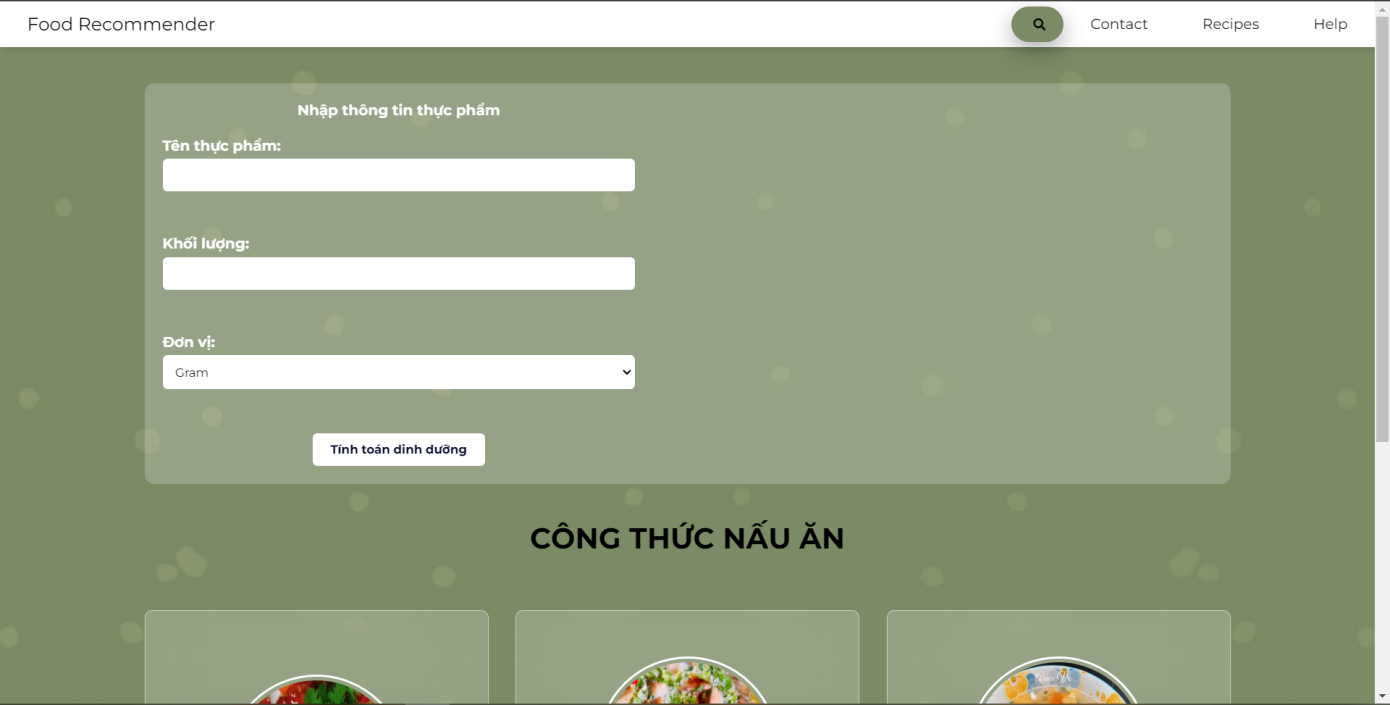 Food Recommender
Contact
Recipes
Help
Nhập thông tin thực phẩm
Tên thực phẩm:
Khối lượng:
Đơn vị:
Gram
Tính toán dinh dưỡng
CÔNG THỨC NẤU ĂN